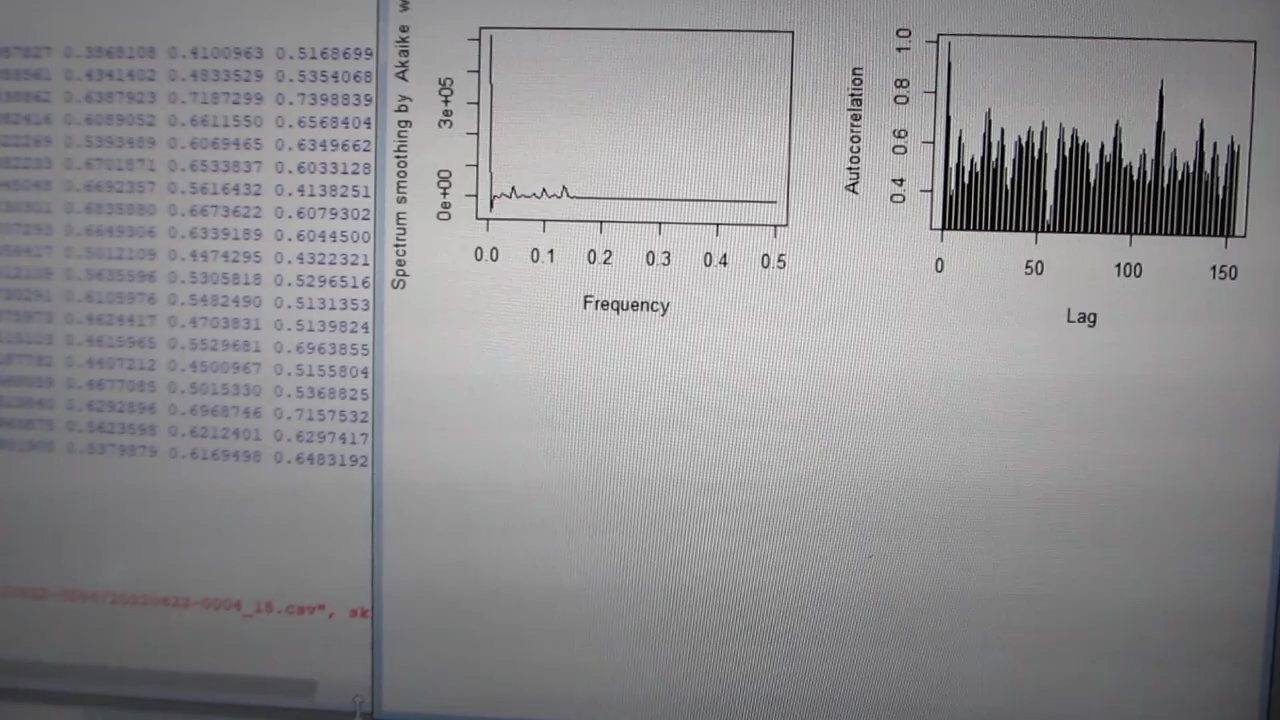 0.3868108 0.4100963 0.5168699
0.4341402 0.4833529 0.5354068
0.6387923 0.7187299 0.7398839
0.6089052 0.6611550 0.6568404
0.5393489 0.6069465 0.6349662
0.6701871 0.6533837 0.6033128
0.6692357 0.5616432 0.4138251
0.6673622 0.6079302
0.6649306 0.6339189 0.6044500
0.5012109 0.4474295 0.4322321
0.5635596 0.5305818 0.5296516
0.6105976 0.5482490 0.5131353
0.4624417 0.4703831 0.5139824
0.4615965 0.5529681 0.6963855
0.4407212 0.4500967 0.5155804
0.4677085 0.5015330 0.5368825
0.6292896 0.6968746 0.7157532
0.5623598 0.6212401 0.6297417
0.5379879 0.6169498 0.6483192
sk
Spectrum smoothing by Akaike w
3e+05
0e+00
0.0 0.1 0.2 0.3 0.4 0.5
Frequency
Autocorrelation
1.0
0.8
0.6
0.4
0 50 100 150
Lag